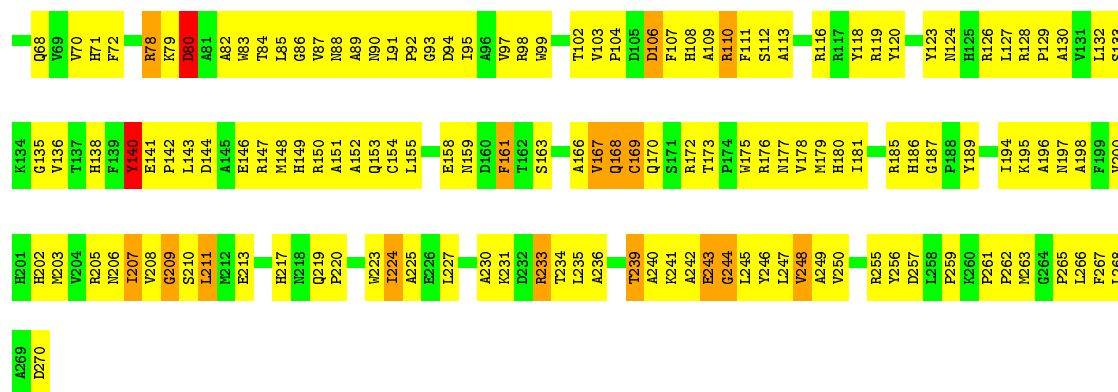 Q68 V69 V70 H71 F72 R78 K79 D80 A81 A82 W83 T84 L85 G86 V87 N88 A89 N90 L91 P92 G93 D94 I95 A96 V97 R98 W99 T102 V103 P104 D105 D106 F107 H108 A109 R110 F111 S112 A113 R116 R117 Y118 R119 Y120 Y123 N124 H125 R126 L127 R128 P129 A130 V131 L132 S133
K134 G135 V136 T137 H138 F139 Y140 E141 P142 L143 D144 A145 E146 R147 M148 H149 R150 A151 A152 Q153 C154 L155 E158 N159 D160 F161 T162 S163 A166 V167 Q168 C169 Q170 S171 R172 T173 P174 W175 R176 N177 V178 M179 H180 I181 R185 H186 G187 P188 Y189 I194 K195 A196 N197 A198 F199 V200
H201 H202 M203 V204 R205 N206 I207 V208 G209 S210 L211 M212 E213 H217 N218 Q219 P220 W223 I224 A225 E226 L227 A230 K231 D232 R233 T234 L235 A236 T239 A240 K241 A242 E243 G244 L245 Y246 L247 V248 A249 V250 R255 Y256 D257 L258 P259 K260 P261 P262 M263 G264 P265 L266 F267
A269 D270